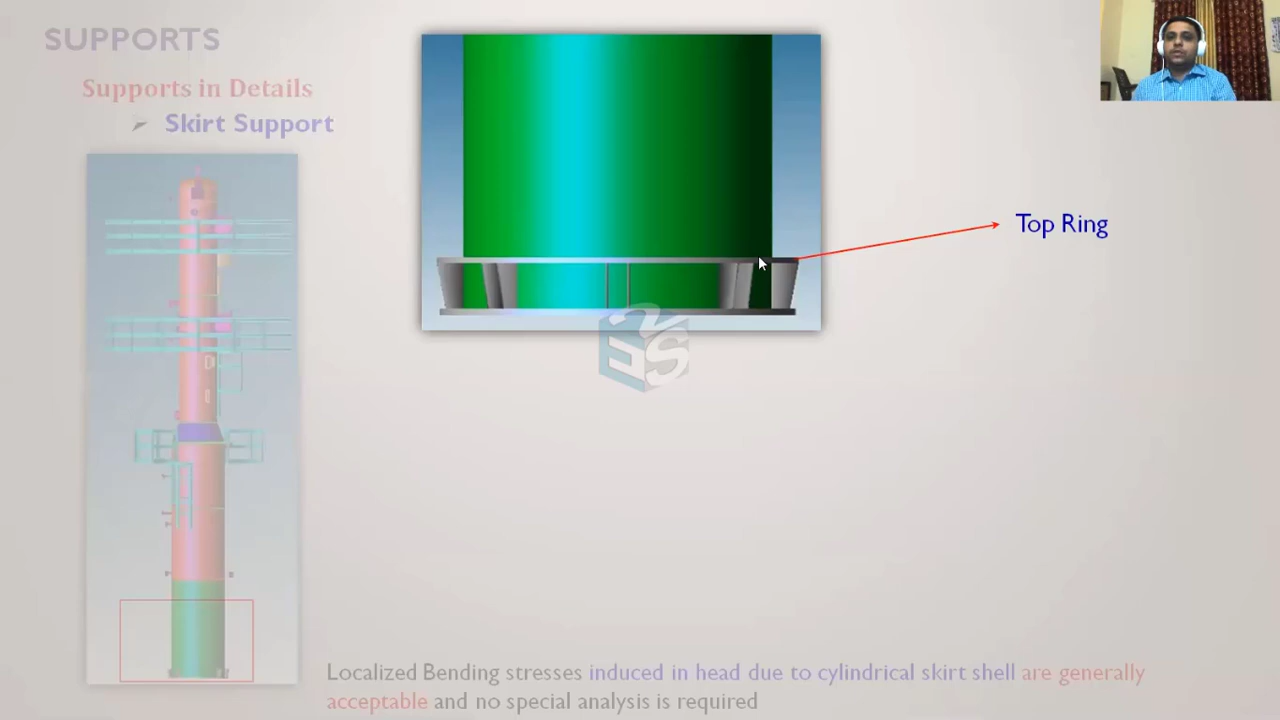 SUPPORTS
Supports in Details
Skirt Support
Top Ring
Localized Bending stresses induced in head due to cylindrical skirt shell are generally
acceptable and no special analysis is required